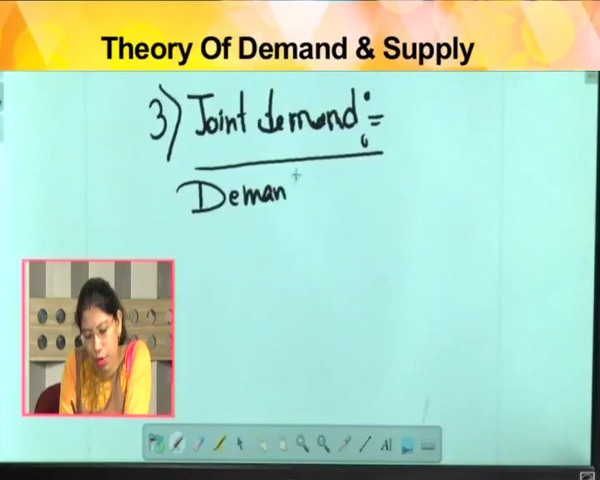 Theory Of Demand & Supply
3) Joint demand :=
Deman